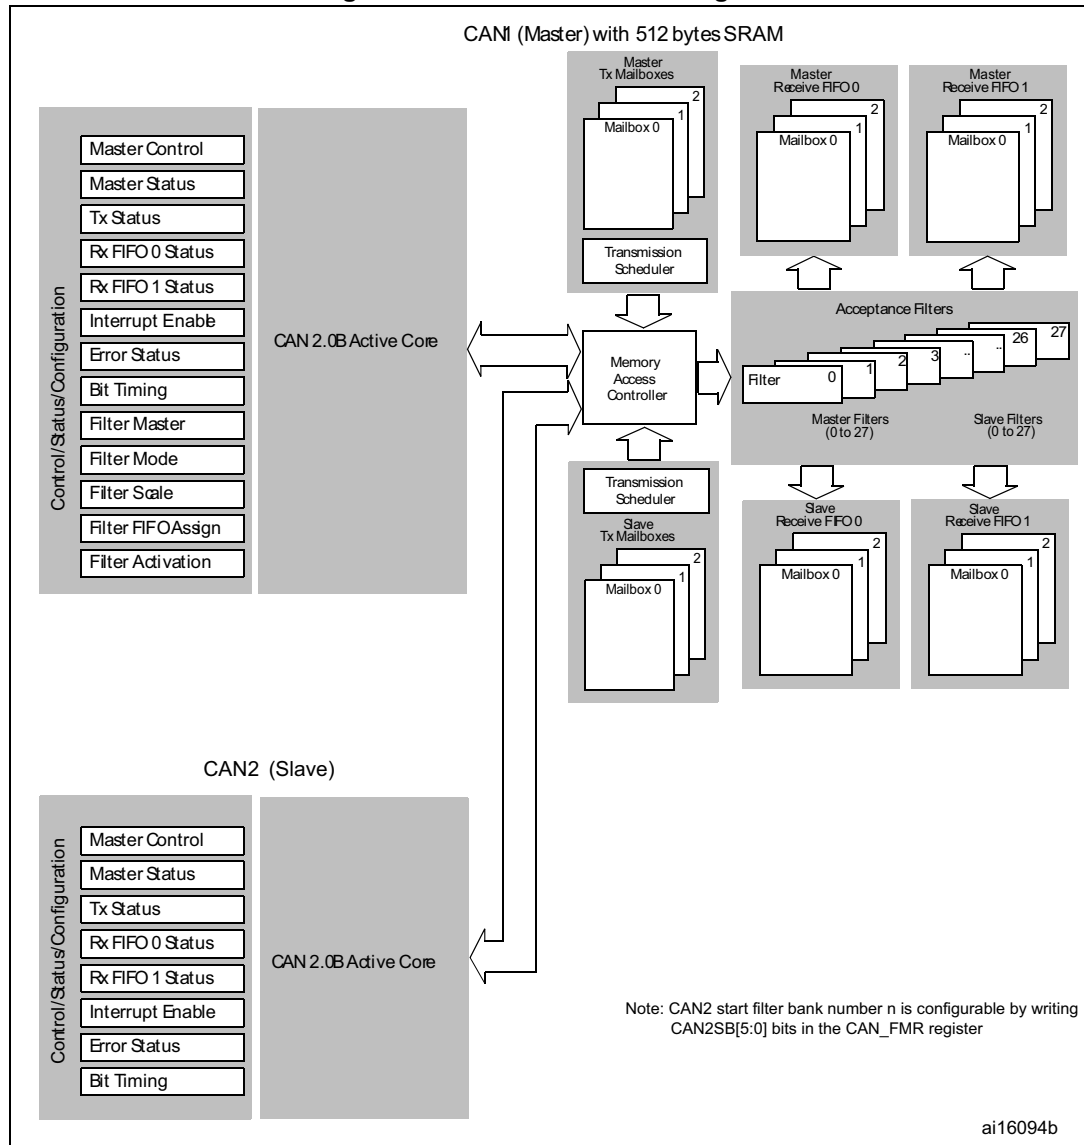 CAN1 (Master) with 512 bytes SRAM
Control/Status/Configuration
Master Control
Master Status
Tx Status
Rx FIFO 0 Status
Rx FIFO 1 Status
Interrupt Enable
Error Status
Bit Timing
Filter Master
Filter Mode
Filter Scale
Filter FIFO Assign
Filter Activation
CAN 2.0B Active Core
Master
Tx Mailboxes
2
1
Mailbox 0
Transmission
Scheduler
Master
Receive FIFO 0
2
1
Mailbox 0
Master
Receive FIFO 1
2
1
Mailbox 0
Memory
Access
Controller
Acceptance Filters
Filter 0
1
2
3
..
..
26
27
Master Filters
(0 to 27)
Slave Filters
(0 to 27)
Transmission
Scheduler
Slave
Tx Mailboxes
2
1
Mailbox 0
Slave
Receive FIFO 0
2
1
Mailbox 0
Slave
Receive FIFO 1
2
1
Mailbox 0
CAN2 (Slave)
Control/Status/Configuration
Master Control
Master Status
Tx Status
Rx FIFO 0 Status
Rx FIFO 1 Status
Interrupt Enable
Error Status
Bit Timing
CAN 2.0B Active Core
Note: CAN2 start filter bank number n is configurable by writing
CAN2SB[5:0] bits in the CAN_FMR register
ai16094b